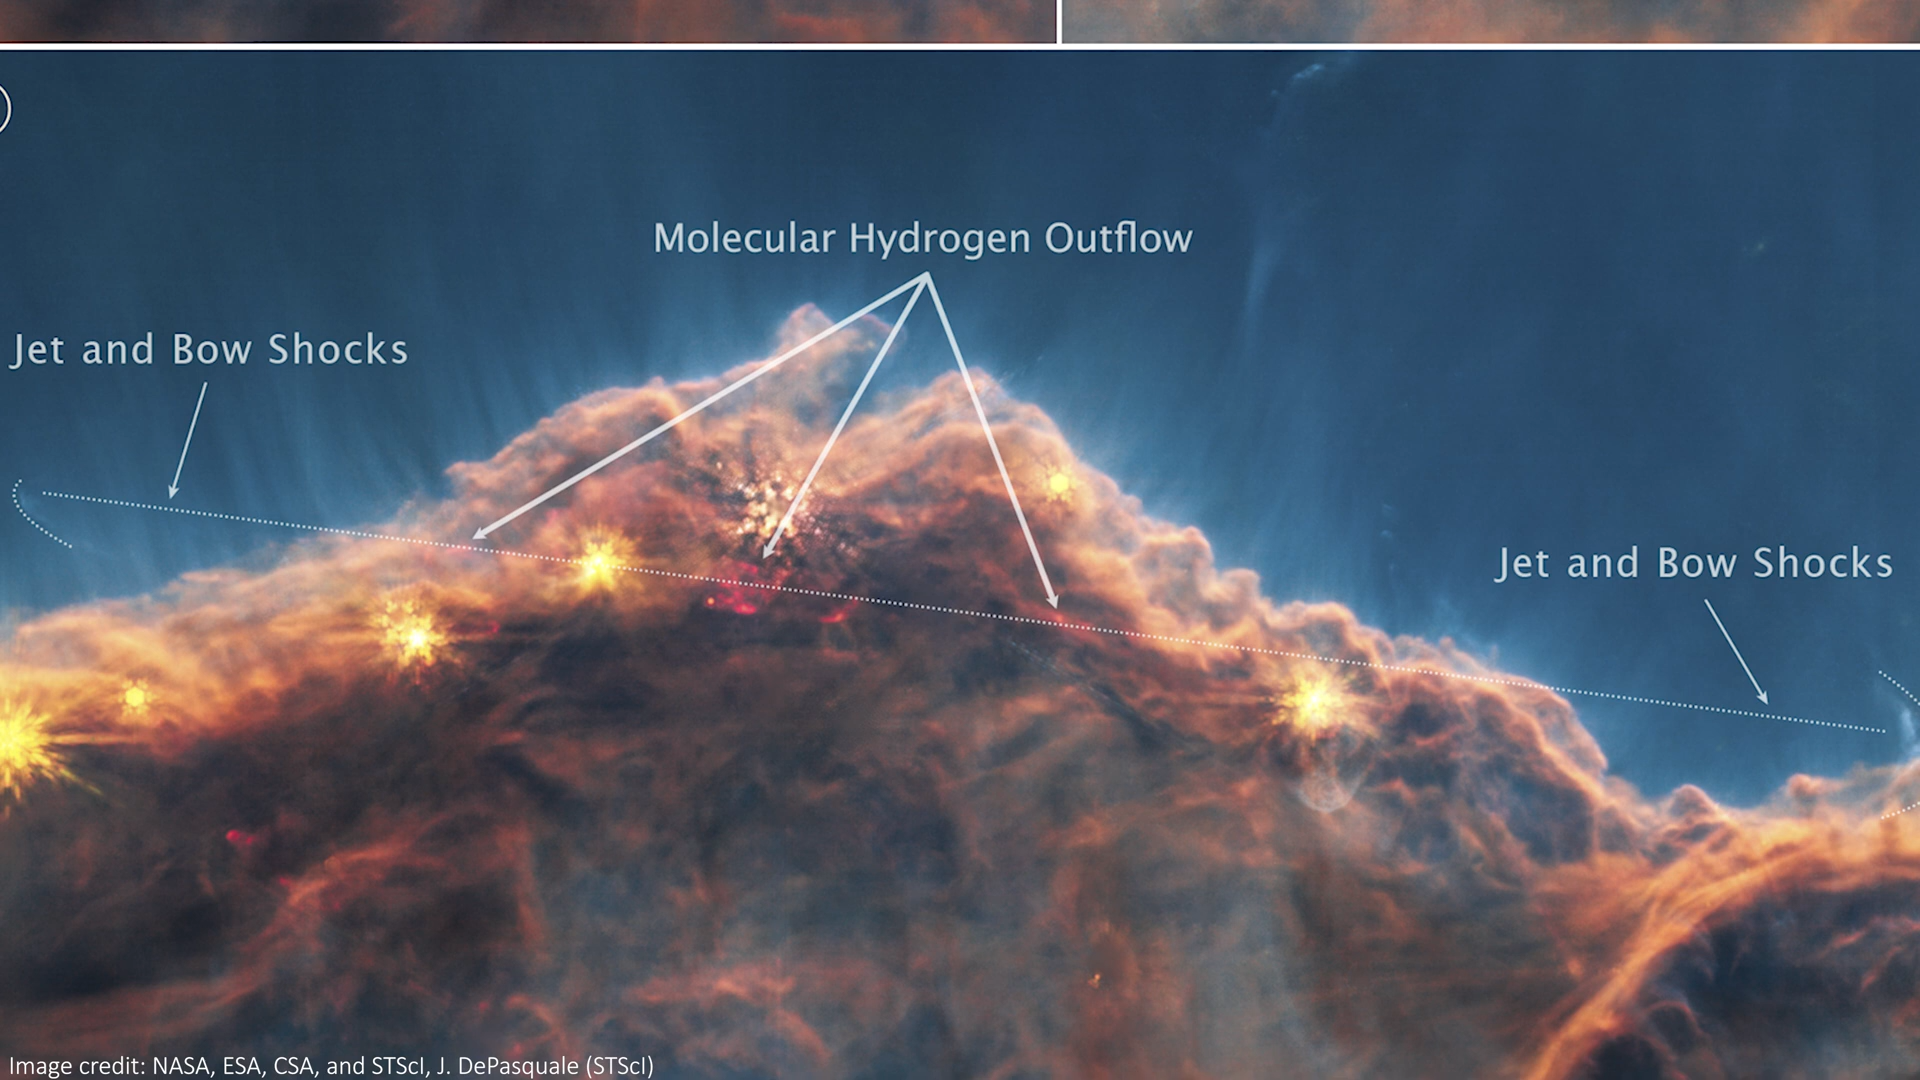 Molecular Hydrogen Outflow
Jet and Bow Shocks
Jet and Bow Shocks
Image credit: NASA, ESA, CSA, and STScI, J. DePasquale (STScI)